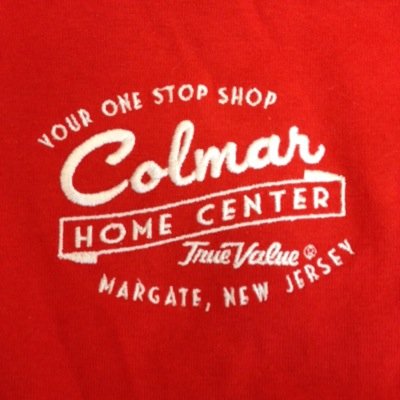 YOUR ONE STOP SHOP
Colmar
HOME CENTER
True Value ®
MARGATE, NEW JERSEY